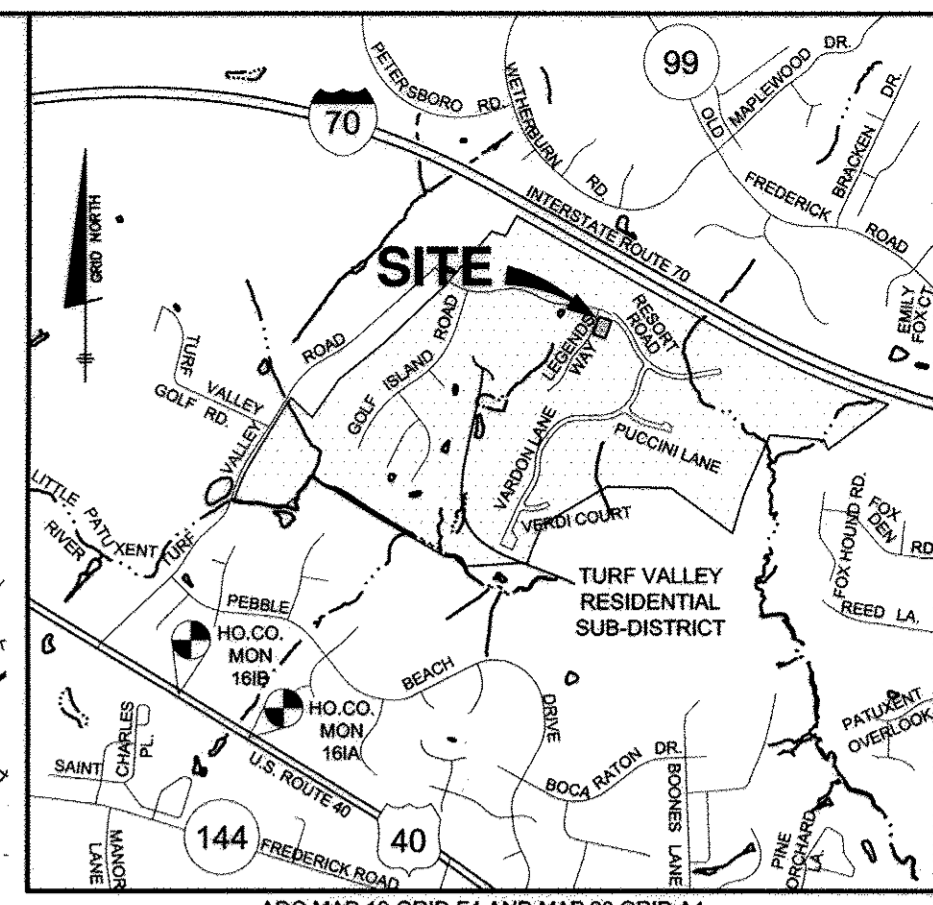 PETERSBORO RD.
WETHERBURN RD.
99
OLD FREDERICK ROAD
MAPLEWOOD DR.
BRACKEN DR.
70
INTERSTATE ROUTE 70
GRID NORTH
SITE
EMILY FOX CT.
RESORT ROAD
LEGENDS WAY
ROAD
GOLF ISLAND ROAD
TURF VALLEY
GOLF RD.
VALLEY
TURF
VARDON LANE
PUCCINI LANE
VERDI COURT
LITTLE PATUXENT
RIVER
FOX HOUND RD.
FOX DEN RD
REED LA.
TURF VALLEY
RESIDENTIAL
SUB-DISTRICT
PEBBLE BEACH DRIVE
HO.CO.
MON
16IB
HO.CO.
MON
16IA
PATUXENT
OVERLOOK
SAINT CHARLES PL.
U.S. ROUTE 40
BOCA RATON DR.
BOONES LANE
PINE ORCHARD LA.
MANOR LANE
144
FREDERICK ROAD
40